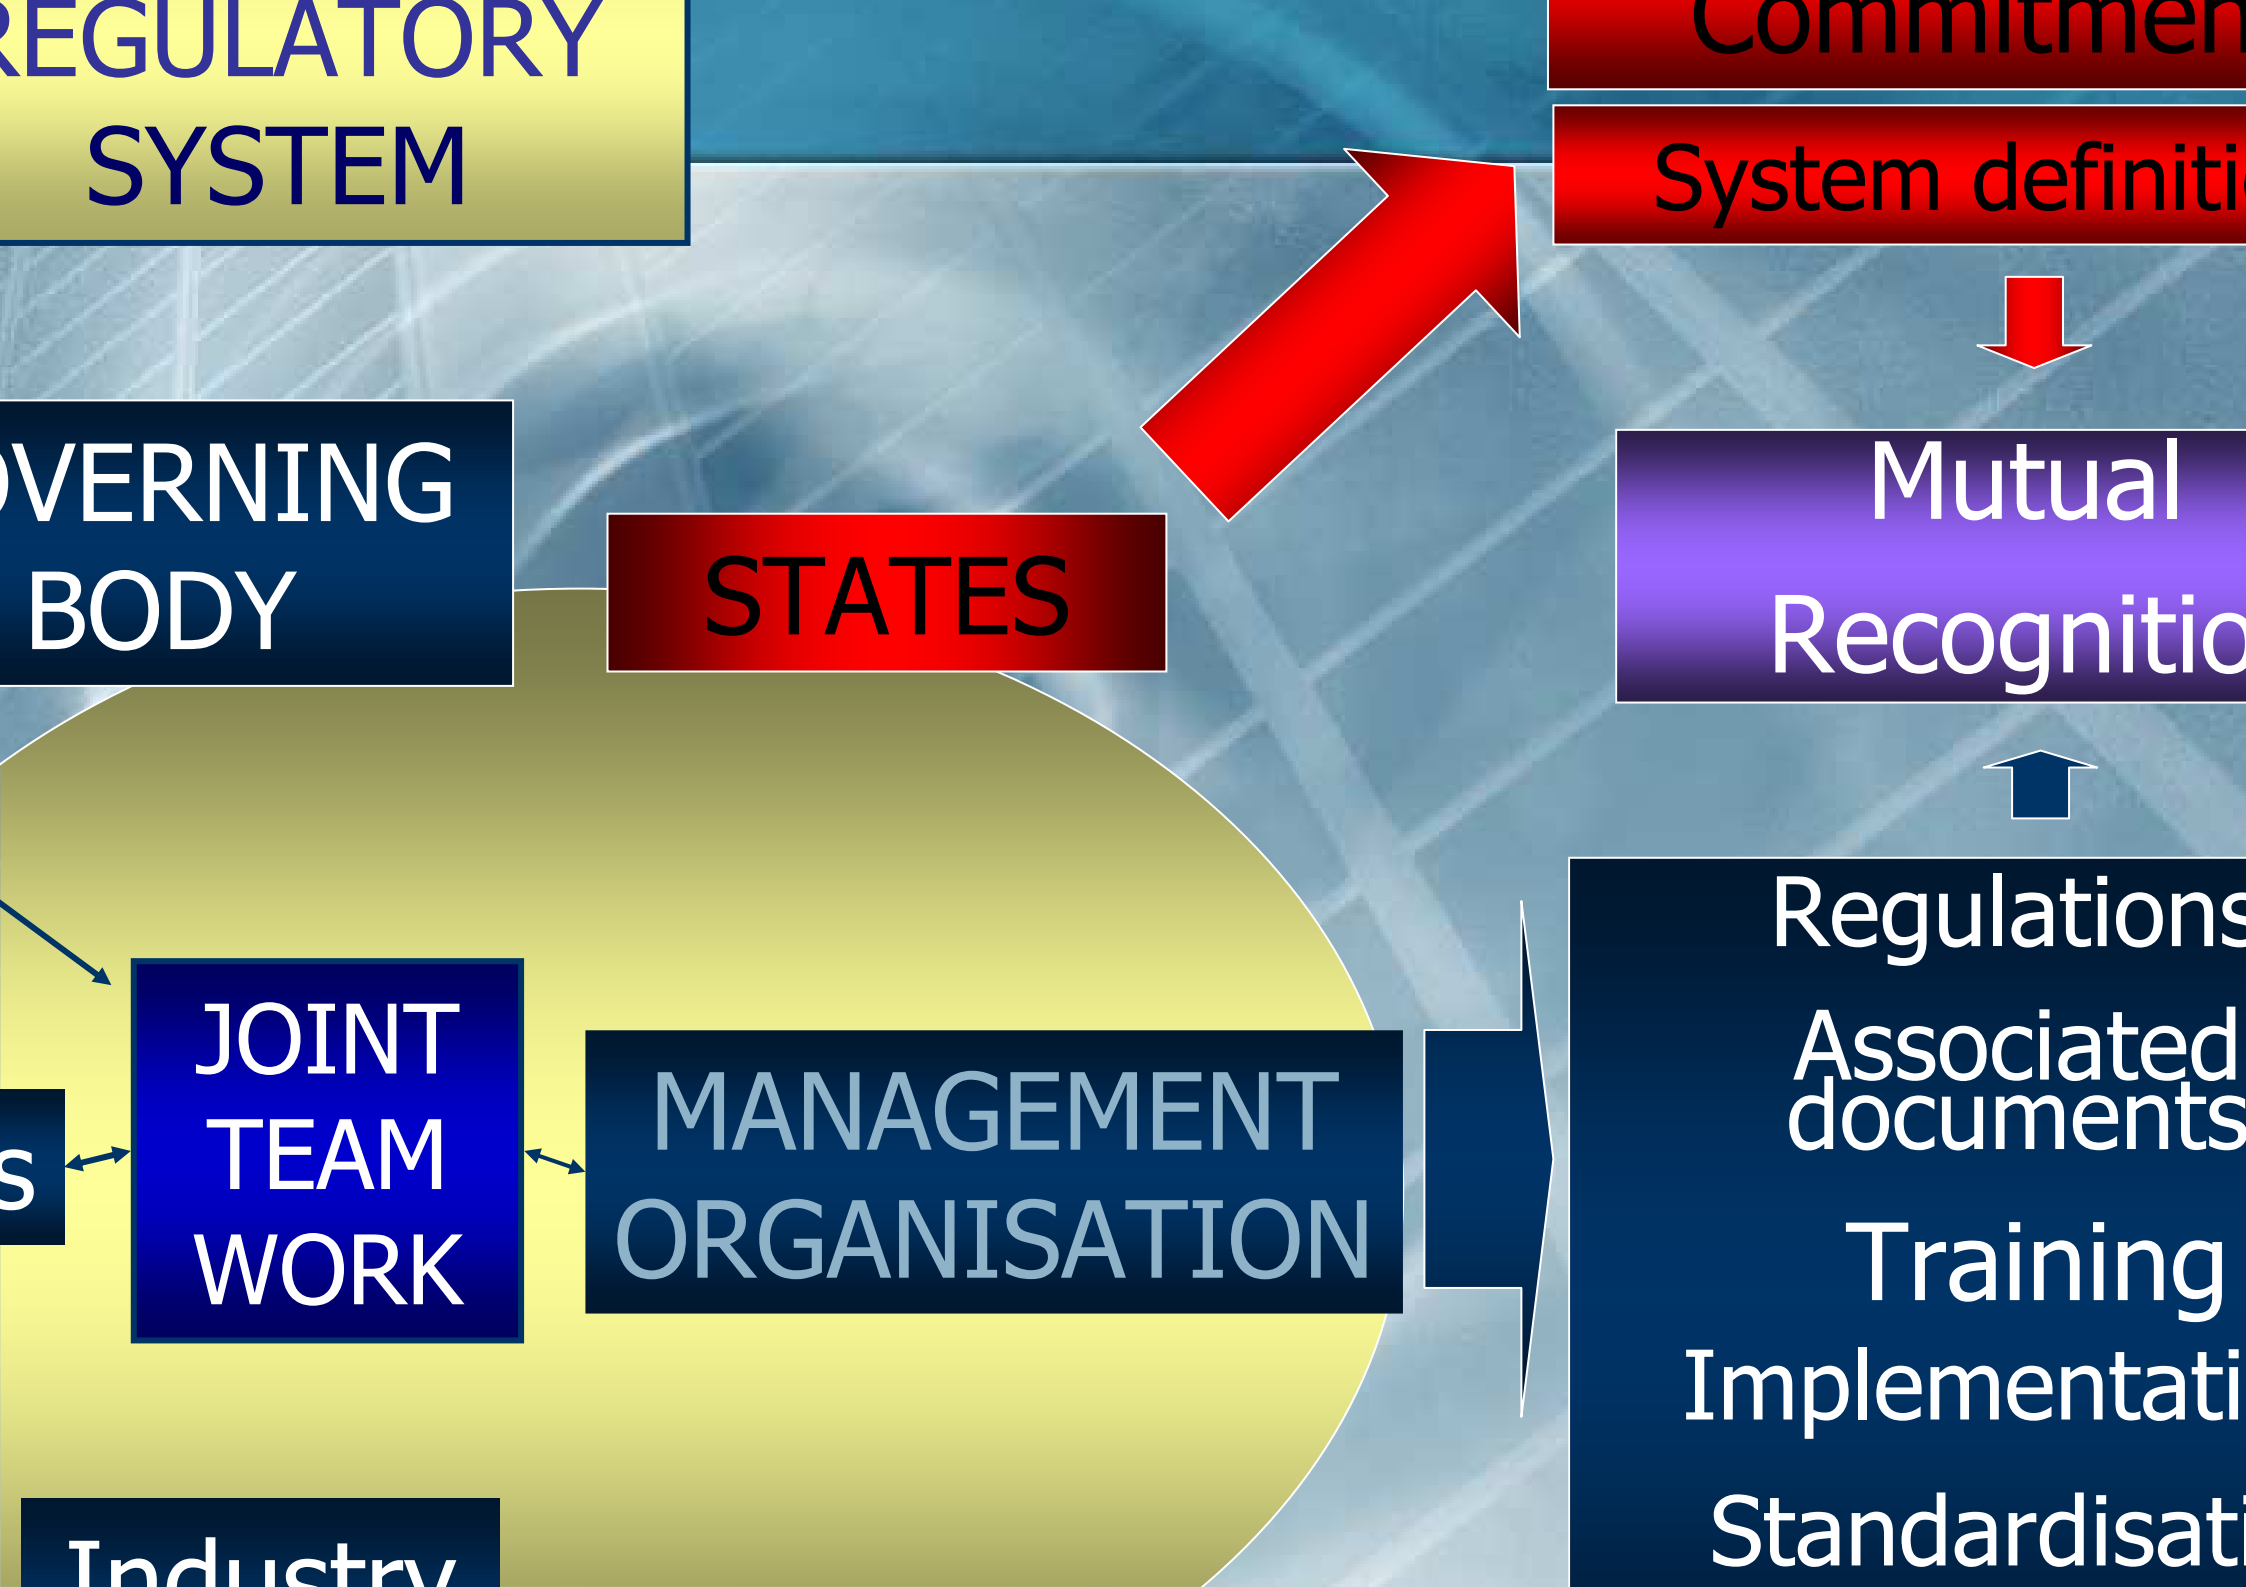 REGULATORY
SYSTEM
Commitmen
System definiti
GOVERNING
BODY
STATES
Mutual
Recognitio
JOINT
TEAM
WORK
s
MANAGEMENT
ORGANISATION
Regulations
Associated
documents
Training
Implementati
Standardisati
Industry